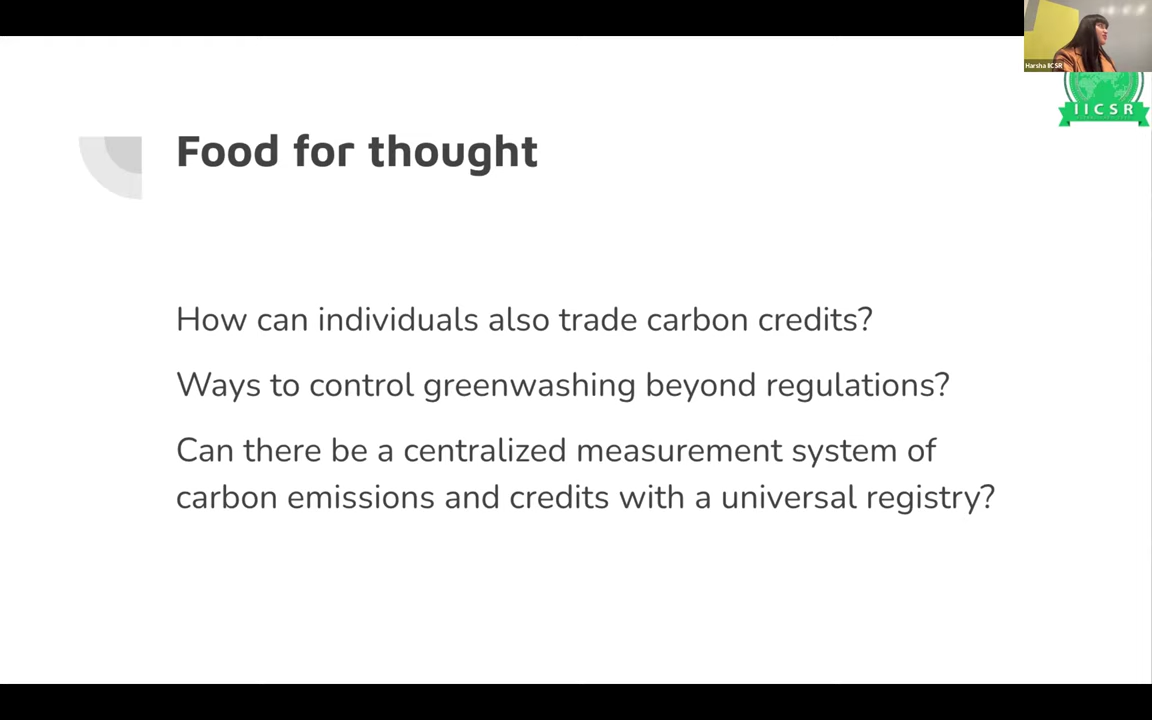 Harsha IICSR
IICSR
Food for thought
How can individuals also trade carbon credits?
Ways to control greenwashing beyond regulations?
Can there be a centralized measurement system of
carbon emissions and credits with a universal registry?